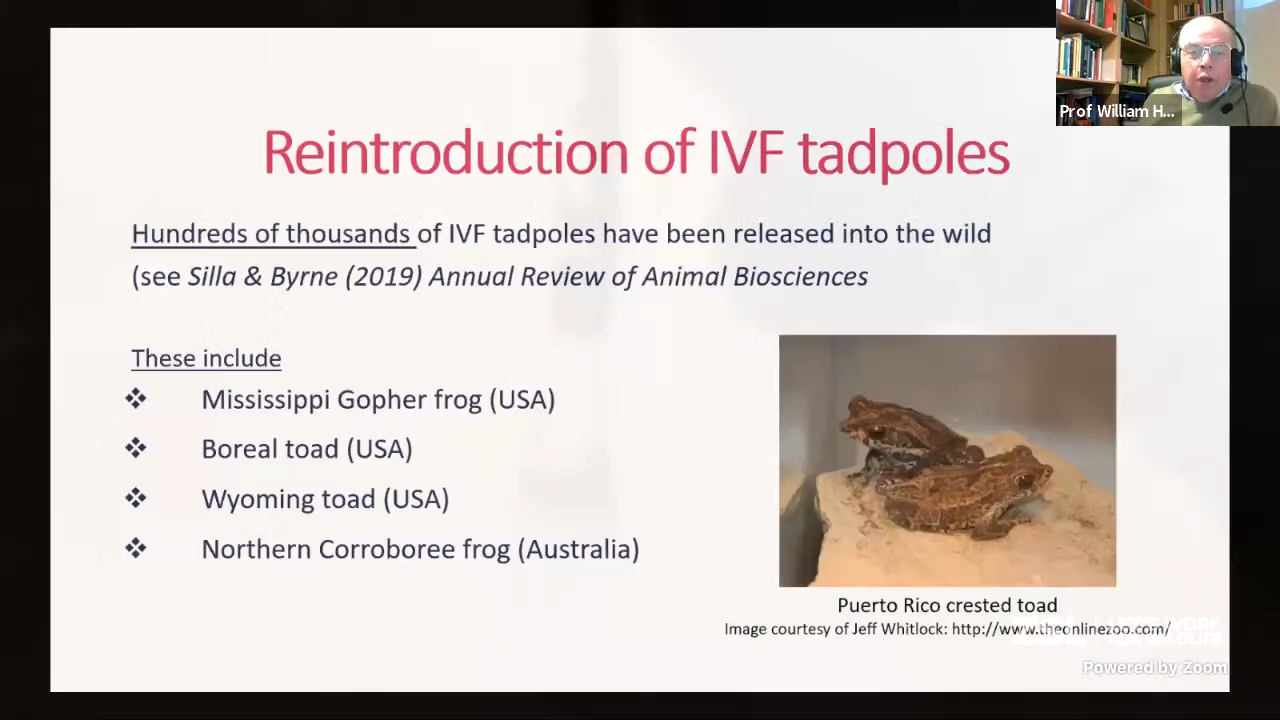 Prof William H...
Reintroduction of IVF tadpoles
Hundreds of thousands of IVF tadpoles have been released into the wild
(see Silla & Byrne (2019) Annual Review of Animal Biosciences
These include
❖ Mississippi Gopher frog (USA)
❖ Boreal toad (USA)
❖ Wyoming toad (USA)
❖ Northern Corroboree frog (Australia)
Puerto Rico crested toad
Image courtesy of Jeff Whitlock: http://www.theonlinezoo.com/
Powered by Zoom